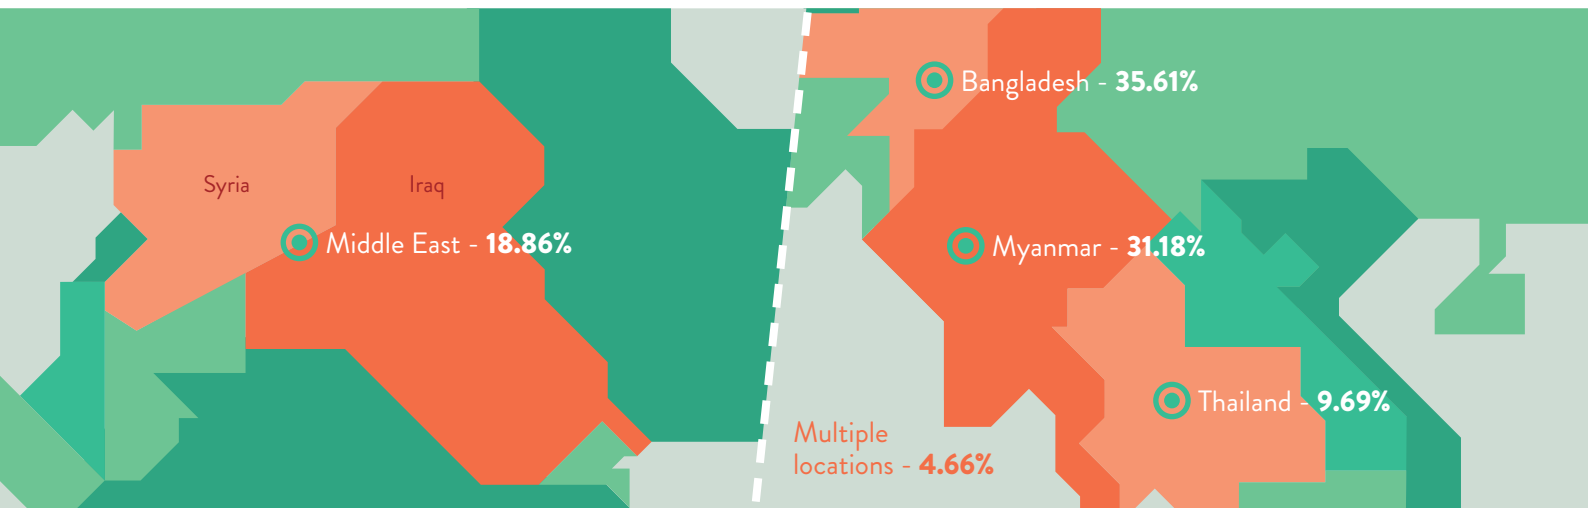 Syria
Iraq
Middle East - 18.86%
Bangladesh - 35.61%
Myanmar - 31.18%
Thailand - 9.69%
Multiple
locations - 4.66%